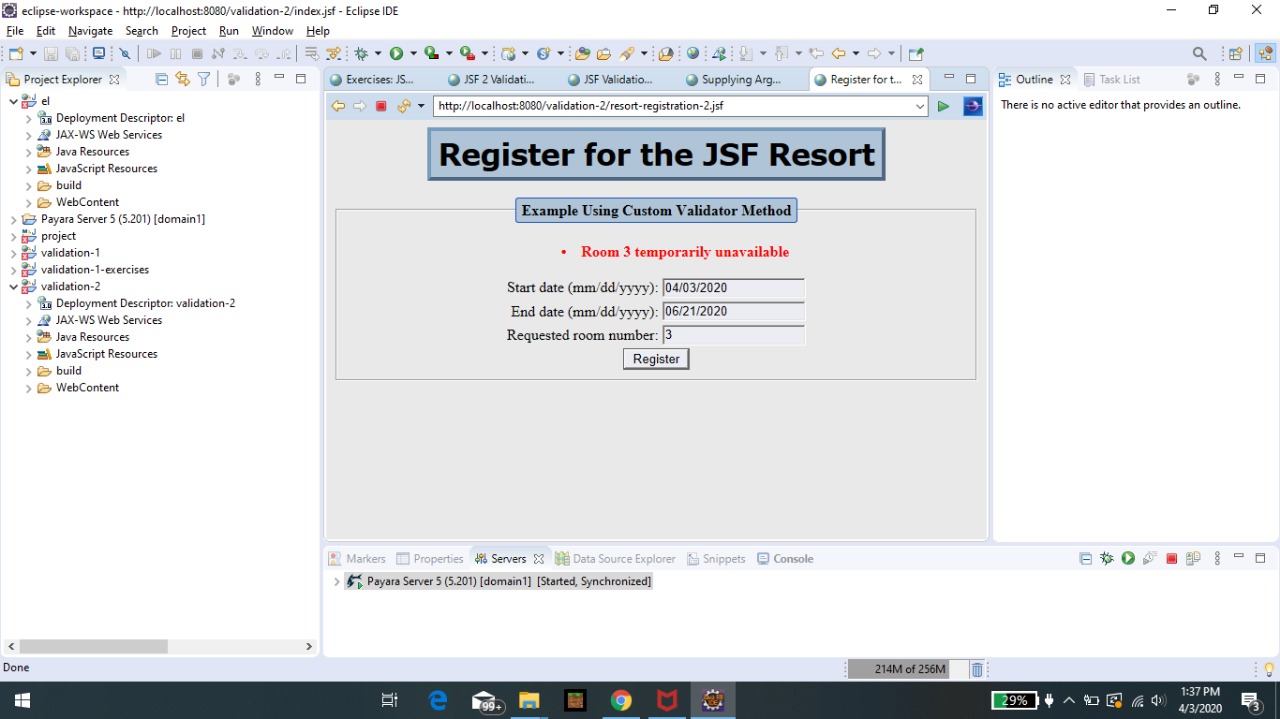 eclipse-workspace - http://localhost:8080/validation-2/index.jsf - Eclipse IDE
File Edit Navigate Search Project Run Window Help
Project Explorer
Exercises: JS...
JSF 2 Validati...
JSF Validatio...
Supplying Arg...
Register for t...
Outline
Task List
http://localhost:8080/validation-2/resort-registration-2.jsf
There is no active editor that provides an outline.
el
Deployment Descriptor: el
JAX-WS Web Services
Java Resources
JavaScript Resources
build
WebContent
Payara Server 5 (5.201) [domain1]
project
validation-1
validation-1-exercises
validation-2
Deployment Descriptor: validation-2
JAX-WS Web Services
Java Resources
JavaScript Resources
build
WebContent
Register for the JSF Resort
Example Using Custom Validator Method
• Room 3 temporarily unavailable
Start date (mm/dd/yyyy): 04/03/2020
End date (mm/dd/yyyy): 06/21/2020
Requested room number: 3
Register
Markers
Properties
Servers
Data Source Explorer
Snippets
Console
Payara Server 5 (5.201) [domain1] [Started, Synchronized]
Done
214M of 256M
99+
29%
1:37 PM
4/3/2020
3